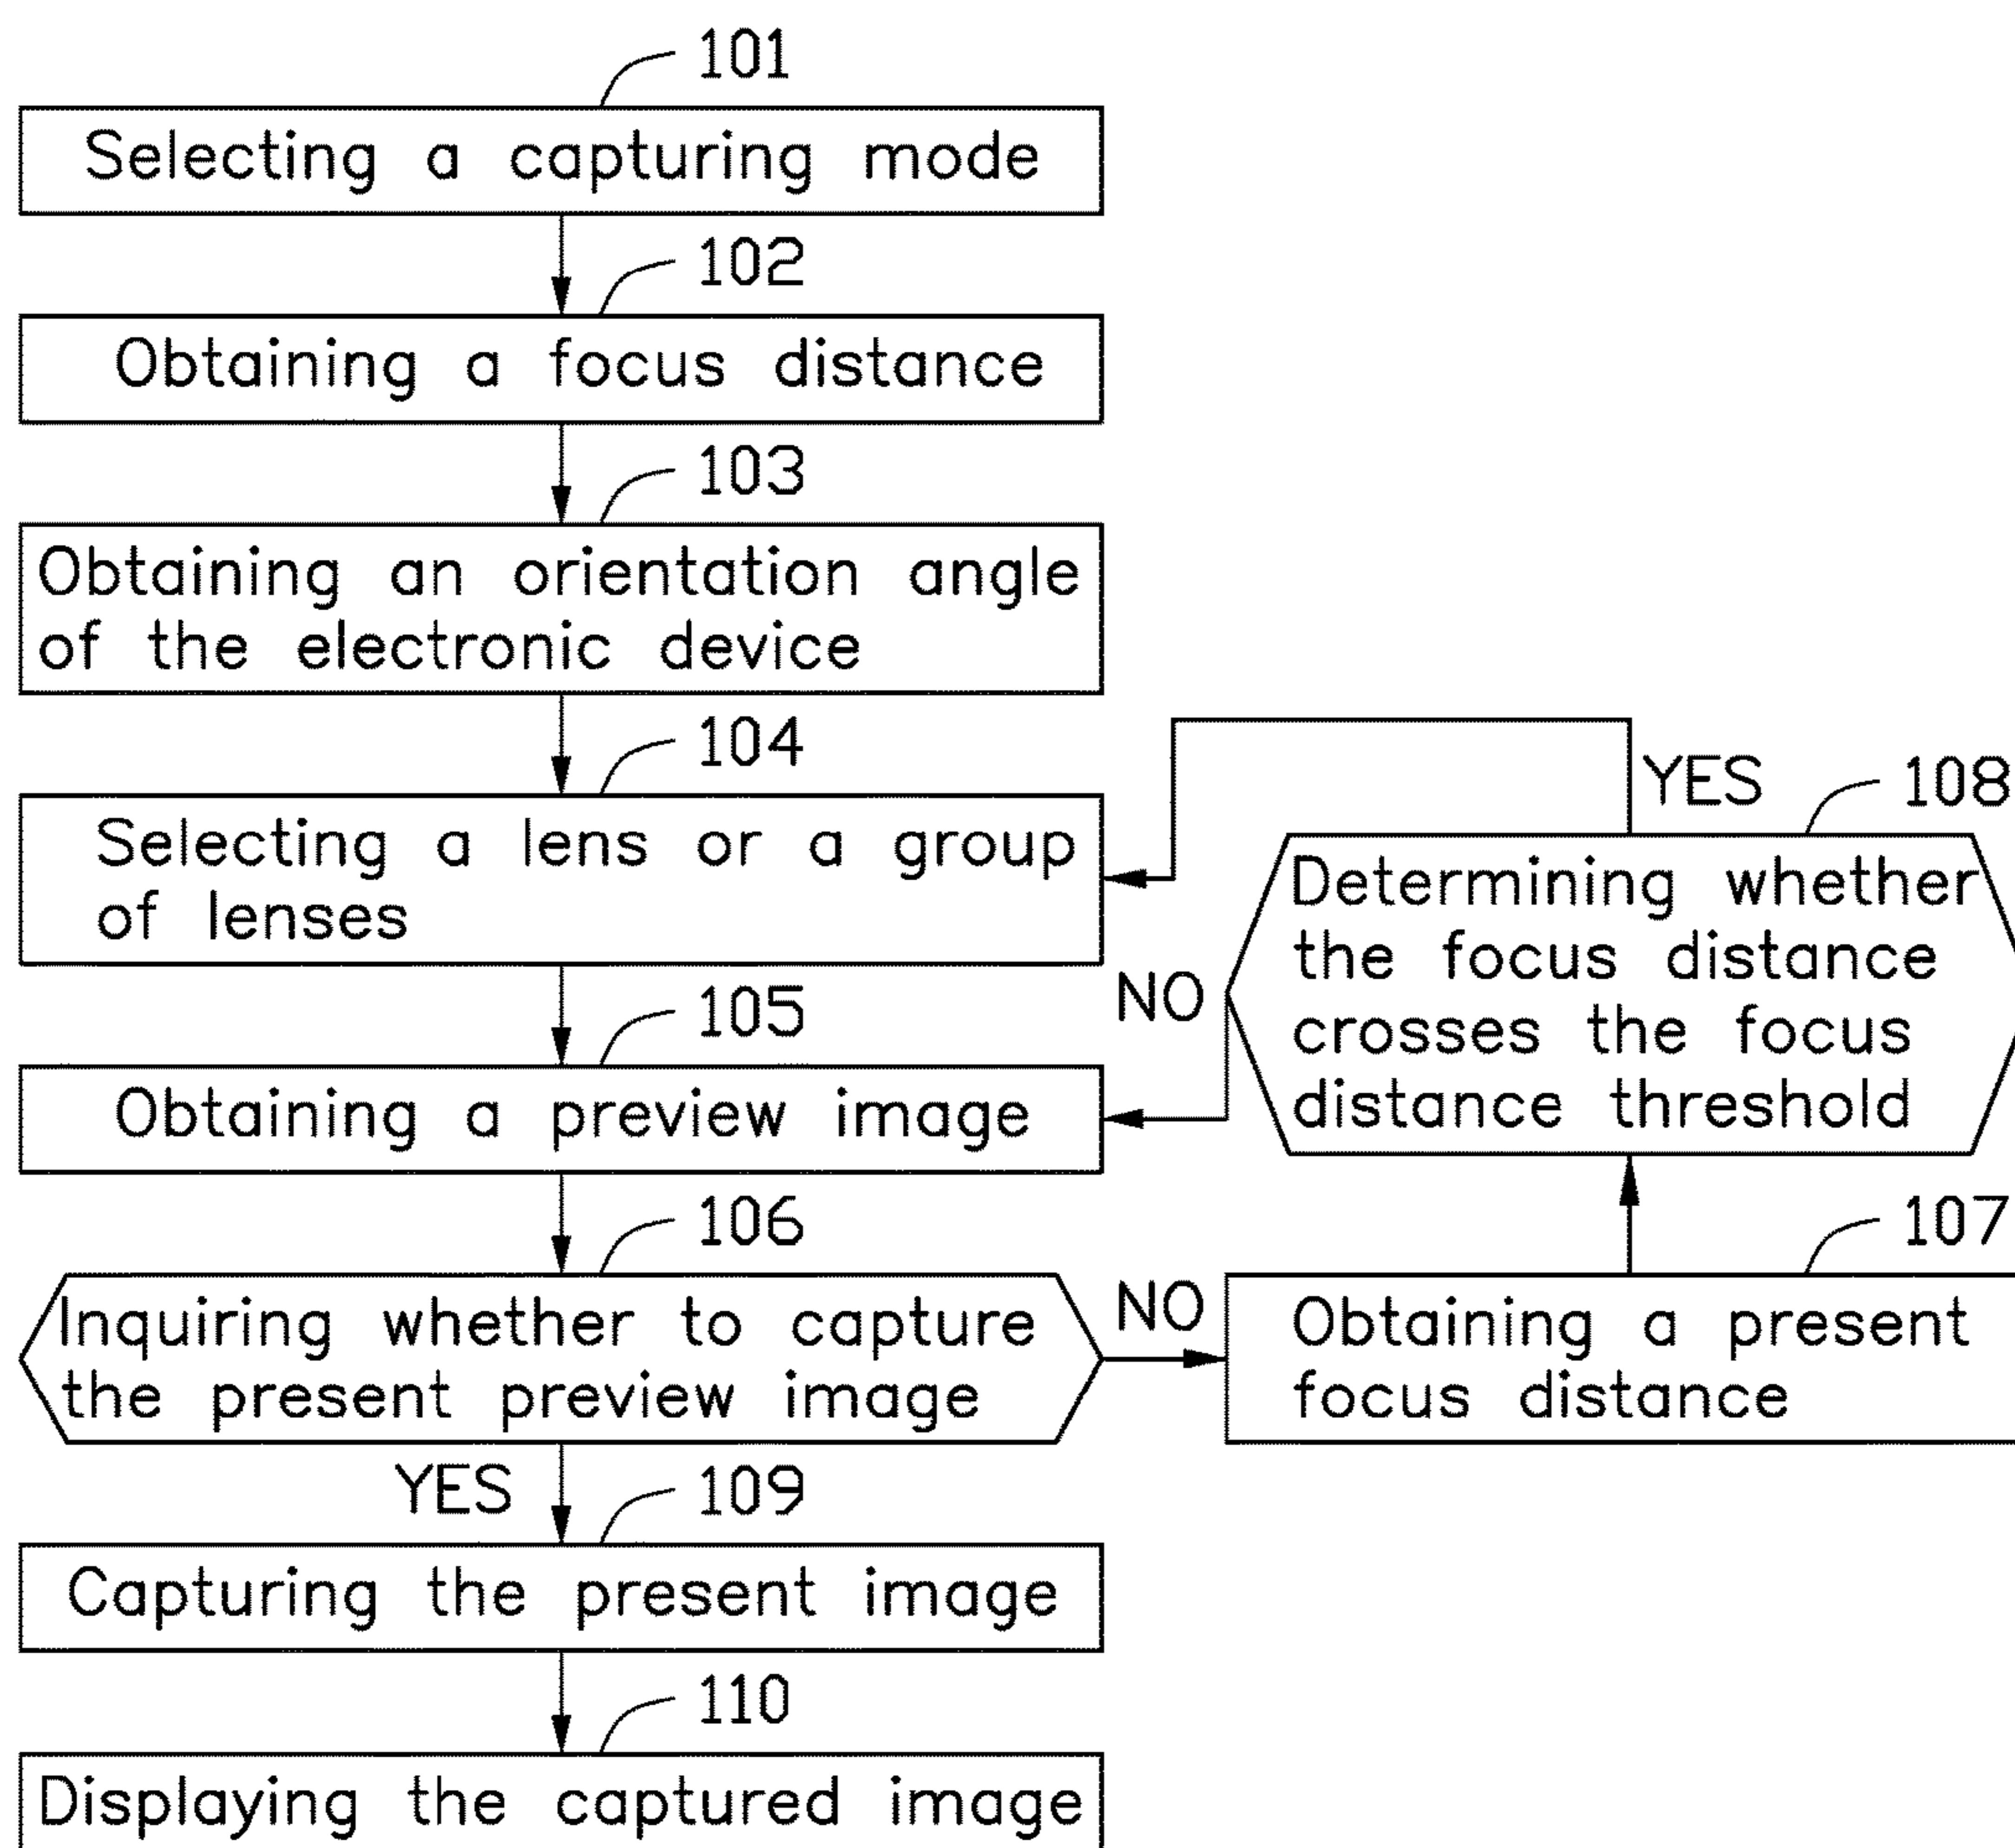 101
Selecting a capturing mode
102
Obtaining a focus distance
103
Obtaining an orientation angle
of the electronic device
104
Selecting a lens or a group
of lenses
105
Obtaining a preview image
106
Inquiring whether to capture
the present preview image
NO
107
Obtaining a present
focus distance
108
Determining whether
the focus distance
crosses the focus
distance threshold
YES
NO
YES
109
Capturing the present image
110
Displaying the captured image